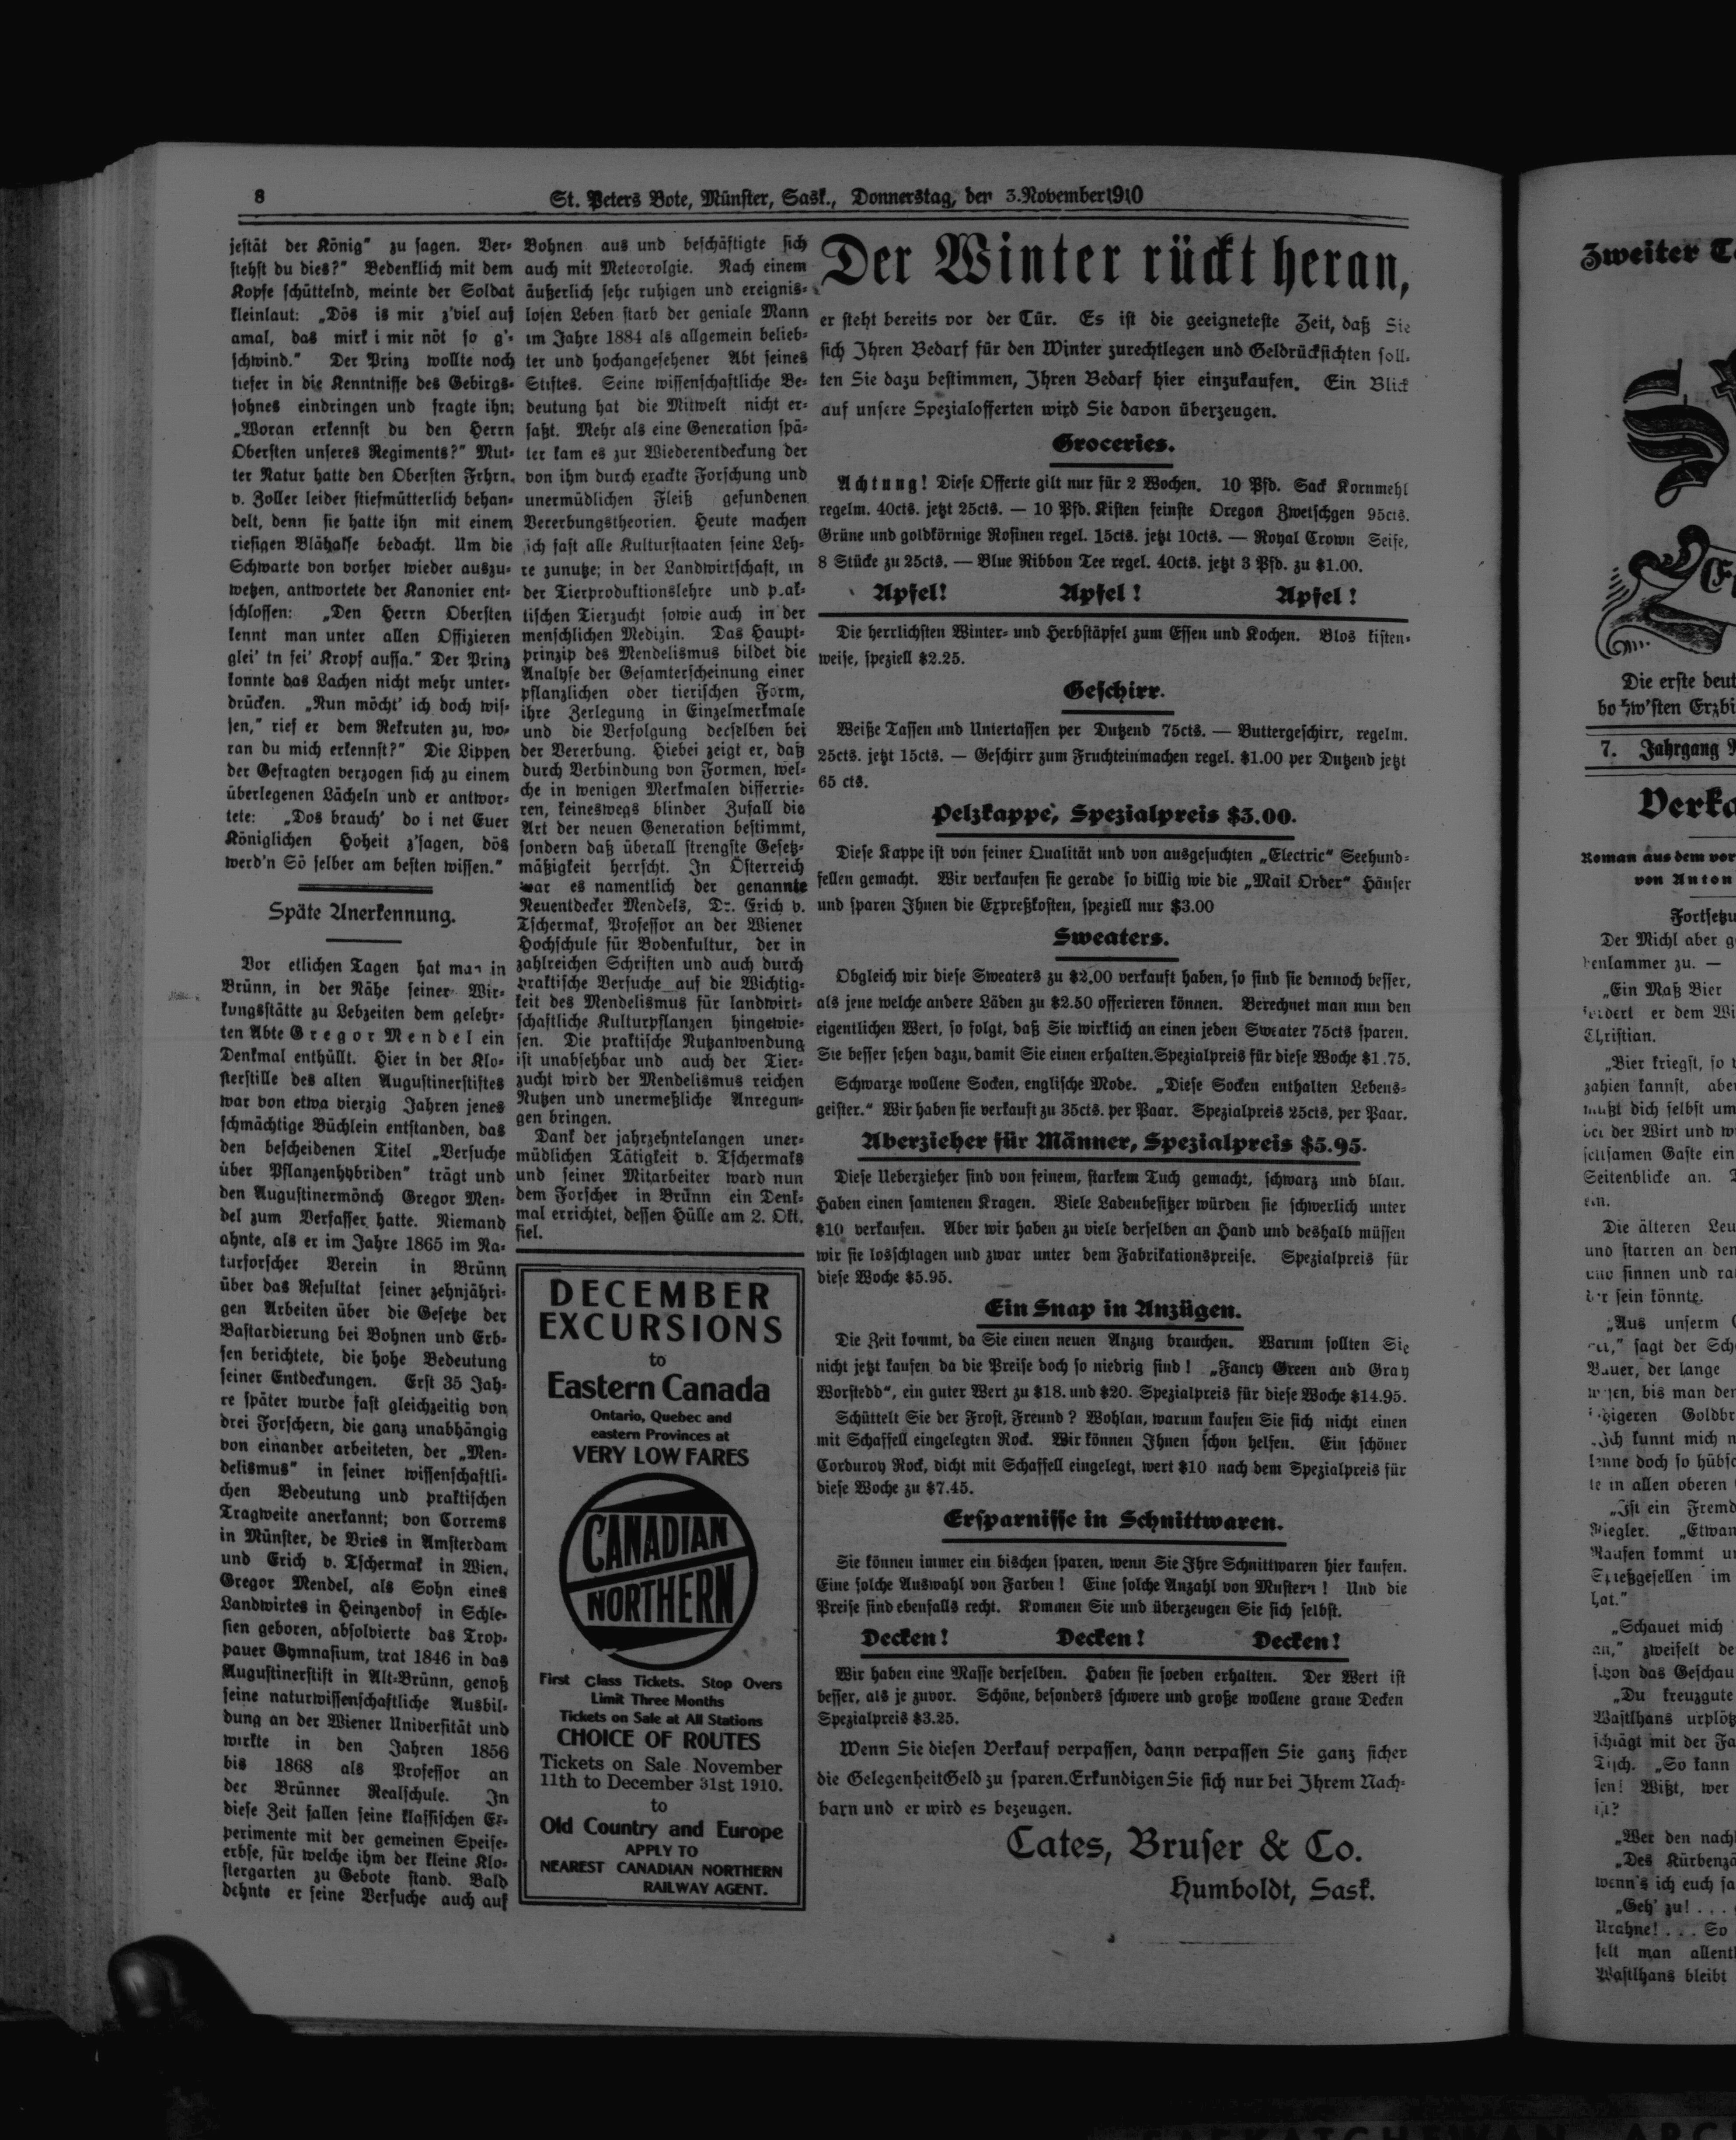 8
St. Peters Bote, Münster, Sask., Donnerstag, den 3. November 1910
jestät der König" zu sagen. Ver-
stehst du dies?" Bedenklich mit dem
Kopfe schüttelnd, meinte der Soldat
kleinlaut: „Dös is mir z'viel auf
amal, das mirk i mir nöt so g'-
schwind." Der Prinz wollte noch
tiefer in die Kenntnisse des Gebirgs-
sohnes eindringen und fragte ihn:
„Woran erkennst du den Herrn
Obersten unseres Regiments?" Mut-
ter Natur hatte den Obersten Frhrn.
v. Zoller leider stiefmütterlich behan-
delt, denn sie hatte ihn mit einem
riesigen Blähhalse bedacht. Um die
Schwarte von vorher wieder auszu-
wetzen, antwortete der Kanonier ent-
schlossen: „Den Herrn Obersten
kennt man unter allen Offizieren
glei' tn sei' Kropf aussa." Der Prinz
konnte das Lachen nicht mehr unter-
drücken. „Nun möcht' ich doch wis-
sen," rief er dem Rekruten zu, wo-
ran du mich erkennst?" Die Lippen
der Gefragten verzogen sich zu einem
überlegenen Lächeln und er antwor-
tete: „Dos brauch' do i net Euer
Königlichen Hoheit z'sagen, dös
werd'n Sö selber am besten wissen."
Späte Anerkennung.
Vor etlichen Tagen hat man in
Brünn, in der Nähe seiner Wir-
kungsstätte zu Lebzeiten dem gelehr-
ten Abte Gregor Mendel ein
Denkmal enthüllt. Hier in der Klo-
sterstille des alten Augustinerstiftes
war von etwa vierzig Jahren jenes
schmächtige Büchlein entstanden, das
den bescheidenen Titel „Versuche
über Pflanzenhybriden" trägt und
den Augustinermönch Gregor Men-
del zum Verfasser hatte. Niemand
ahnte, als er im Jahre 1865 im Na-
turforscher Verein in Brünn
über das Resultat seiner zehnjähri-
gen Arbeiten über die Gesetze der
Bastardierung bei Bohnen und Erb-
sen berichtete, die hohe Bedeutung
seiner Entdeckungen. Erst 35 Jah-
re später wurde fast gleichzeitig von
drei Forschern, die ganz unabhängig
von einander arbeiteten, der „Men-
delismus" in seiner wissenschaftli-
chen Bedeutung und praktischen
Tragweite anerkannt; von Correms
in Münster, de Vries in Amsterdam
und Erich v. Tschermak in Wien.
Gregor Mendel, als Sohn eines
Landwirtes in Heinzendof in Schle-
sien geboren, absolvierte das Trop-
pauer Gymnasium, trat 1846 in das
Augustinerstift in Alt-Brünn, genoß
seine naturwissenschaftliche Ausbil-
dung an der Wiener Universität und
wirkte in den Jahren 1856
bis 1868 als Professor an
der Brünner Realschule. In
diese Zeit fallen seine klassischen Ex-
perimente mit der gemeinen Speise-
erbse, für welche ihm der kleine Klo-
stergarten zu Gebote stand. Bald
dehnte er seine Versuche auch auf
Bohnen aus und beschäftigte sich
auch mit Meteorolgie. Nach einem
äußerlich sehr ruhigen und ereignis-
losen Leben starb der geniale Mann
im Jahre 1884 als allgemein belieb-
ter und hochangesehener Abt seines
Stiftes. Seine wissenschaftliche Be-
deutung hat die Mitwelt nicht er-
faßt. Mehr als eine Generation spä-
ter kam es zur Wiederentdeckung der
von ihm durch exackte Forschung und
unermüdlichen Fleiß gefundenen
Vererbungstheorien. Heute machen
sich fast alle Kulturstaaten seine Leh-
re zunutze; in der Landwirtschaft, in
der Tierproduktionslehre und prak-
tischen Tierzucht sowie auch in der
menschlichen Medizin. Das Haupt-
prinzip des Mendelismus bildet die
Analyse der Gesamterscheinung einer
pflanzlichen oder tierischen Form,
ihre Zerlegung in Einzelmerkmale
und die Verfolgung derselben bei
der Vererbung. Hiebei zeigt er, daß
durch Verbindung von Formen, wel-
che in wenigen Merkmalen differrie-
ren, keineswegs blinder Zufall die
Art der neuen Generation bestimmt,
sondern daß überall strengste Gesetz-
mäßigkeit herrscht. In Österreich
war es namentlich der genannte
Neuentdecker Mendels, Dr. Erich v.
Tschermak, Professor an der Wiener
Hochschule für Bodenkultur, der in
zahlreichen Schriften und auch durch
praktische Versuche auf die Wichtig-
keit des Mendelismus für landwirt-
schaftliche Kulturpflanzen hingewie-
sen. Die praktische Nutzanwendung
ist unabsehbar und auch der Tier-
zucht wird der Mendelismus reichen
Nutzen und unermeßliche Anregun-
gen bringen.
Dank der jahrzehntelangen uner-
müdlichen Tätigkeit v. Tschermaks
und seiner Mitarbeiter ward nun
dem Forscher in Brünn ein Denk-
mal errichtet, dessen Hülle am 2. Okt.
fiel.
DECEMBER
EXCURSIONS
to
Eastern Canada
Ontario, Quebec and
eastern Provinces at
VERY LOW FARES
CANADIAN
NORTHERN
First Class Tickets. Stop Overs
Limit Three Months
Tickets on Sale at All Stations
CHOICE OF ROUTES
Tickets on Sale November
11th to December 31st 1910.
to
Old Country and Europe
APPLY TO
NEAREST CANADIAN NORTHERN
RAILWAY AGENT.
Der Winter rückt heran,
er steht bereits vor der Tür. Es ist die geeigneteste Zeit, daß Sie
sich Ihren Bedarf für den Winter zurechtlegen und Geldrücksichten soll-
ten Sie dazu bestimmen, Ihren Bedarf hier einzukaufen. Ein Blick
auf unsere Spezialofferten wird Sie davon überzeugen.
Groceries.
Achtung! Diese Offerte gilt nur für 2 Wochen. 10 Pfd. Sack Kornmehl
regelm. 40cts. jetzt 25cts. — 10 Pfd. Kisten feinste Oregon Zwetschgen 95cts.
Grüne und goldkörnige Rosinen regel. 15cts. jetzt 10cts. — Royal Crown Seife,
8 Stücke zu 25cts. — Blue Ribbon Tee regel. 40cts. jetzt 3 Pfd. zu $1.00.
Apfel! Apfel! Apfel!
Die herrlichsten Winter- und Herbstäpfel zum Essen und Kochen. Blos kisten-
weise, speziell $2.25.
Geschirr.
Weiße Tassen und Untertassen per Dutzend 75cts. — Buttergeschirr, regelm.
25cts. jetzt 15cts. — Geschirr zum Fruchteinmachen regel. $1.00 per Dutzend jetzt
65 cts.
Pelzkappe, Spezialpreis $3.00.
Diese Kappe ist von feiner Qualität und von ausgesuchten „Electric" Seehund-
fellen gemacht. Wir verkaufen sie gerade so billig wie die „Mail Order" Häuser
und sparen Ihnen die Expreßkosten, speziell nur $3.00
Sweaters.
Obgleich wir diese Sweaters zu $2.00 verkauft haben, so sind sie dennoch besser,
als jene welche andere Läden zu $2.50 offerieren können. Berechnet man nun den
eigentlichen Wert, so folgt, daß Sie wirklich an einen jeden Sweater 75cts sparen.
Sie besser sehen dazu, damit Sie einen erhalten. Spezialpreis für diese Woche $1.75.
Schwarze wollene Socken, englische Mode. „Diese Socken enthalten Lebens-
geister." Wir haben sie verkauft zu 35cts. per Paar. Spezialpreis 25cts, per Paar.
Aberzieher für Männer, Spezialpreis $5.95.
Diese Ueberzieher sind von feinem, starkem Tuch gemacht, schwarz und blau.
Haben einen samtenen Kragen. Viele Ladenbesitzer würden sie schwerlich unter
$10 verkaufen. Aber wir haben zu viele derselben an Hand und deshalb müssen
wir sie losschlagen und zwar unter dem Fabrikationspreise. Spezialpreis für
diese Woche $5.95.
Ein Snap in Anzügen.
Die Zeit kommt, da Sie einen neuen Anzug brauchen. Warum sollten Sie
nicht jetzt kaufen da die Preise doch so niedrig sind! „Fancy Green and Gray
Worstedd", ein guter Wert zu $18. und $20. Spezialpreis für diese Woche $14.95.
Schüttelt Sie der Frost, Freund? Wohlan, warum kaufen Sie sich nicht einen
mit Schaffell eingelegten Rock. Wir können Ihnen schon helfen. Ein schöner
Corduroy Rock, dicht mit Schaffell eingelegt, wert $10 nach dem Spezialpreis für
diese Woche zu $7.45.
Ersparnisse in Schnittwaren.
Sie können immer ein bischen sparen, wenn Sie Ihre Schnittwaren hier kaufen.
Eine solche Auswahl von Farben! Eine solche Anzahl von Mustern! Und die
Preise sind ebenfalls recht. Kommen Sie und überzeugen Sie sich selbst.
Decken! Decken! Decken!
Wir haben eine Masse derselben. Haben sie soeben erhalten. Der Wert ist
besser, als je zuvor. Schöne, besonders schwere und große wollene graue Decken
Spezialpreis $3.25.
Wenn Sie diesen Verkauf verpassen, dann verpassen Sie ganz sicher
die Gelegenheit Geld zu sparen. Erkundigen Sie sich nur bei Ihrem Nach-
barn und er wird es bezeugen.
Cates, Bruser & Co.
Humboldt, Sask.
Zweiter
Die erste
7. Jahrgang
Roman aus dem
von Anton
Der Michl aber
zu. —
„Ein Maß Bier
er dem
Christian.
„Bier kriegst, so
kannst,
dich selbst um
der Wirt und
Gaste ein
Seitenblicke an.
Die älteren
und starren an
sinnen und
sein könnte.
„Aus unserm
sagt der
Bauer, der lange
bis man
kunnt mich
doch so
te in allen oberen
„Ist ein
kommt
im
hat."
„Schauet mich
an," zweifelt
schon das
„Du kreuzgute
Wastlhans
schlägt mit der
Tisch. „So kann
sen! Wißt, wer
ist?
„Wer den
„Des
wenn's ich euch
„Geh' zu! . . .
Urahne! . . . So
man
Wastlhans bleibt